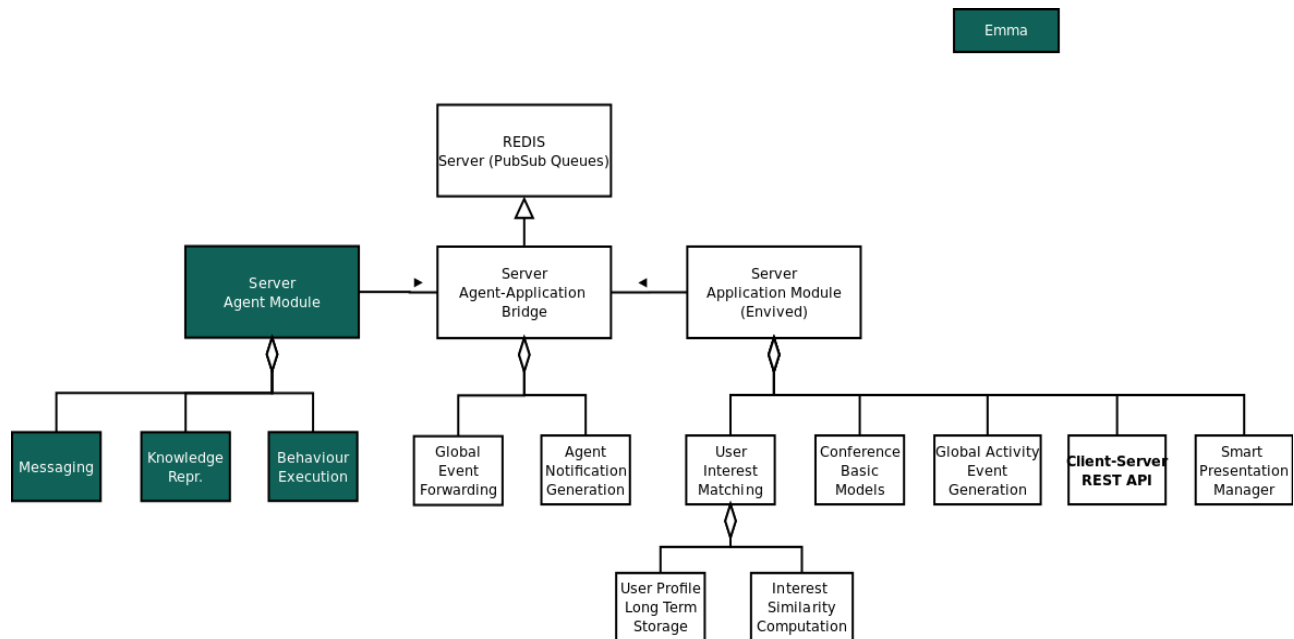 Emma
REDIS
Server (PubSub Queues)
Server
Agent Module
Server
Agent-Application
Bridge
Server
Application Module
(Envived)
Messaging
Knowledge
Repr.
Behaviour
Execution
Global
Event
Forwarding
Agent
Notification
Generation
User
Interest
Matching
Conference
Basic
Models
Global Activity
Event
Generation
Client-Server
REST API
Smart
Presentation
Manager
User Profile
Long Term
Storage
Interest
Similarity
Computation